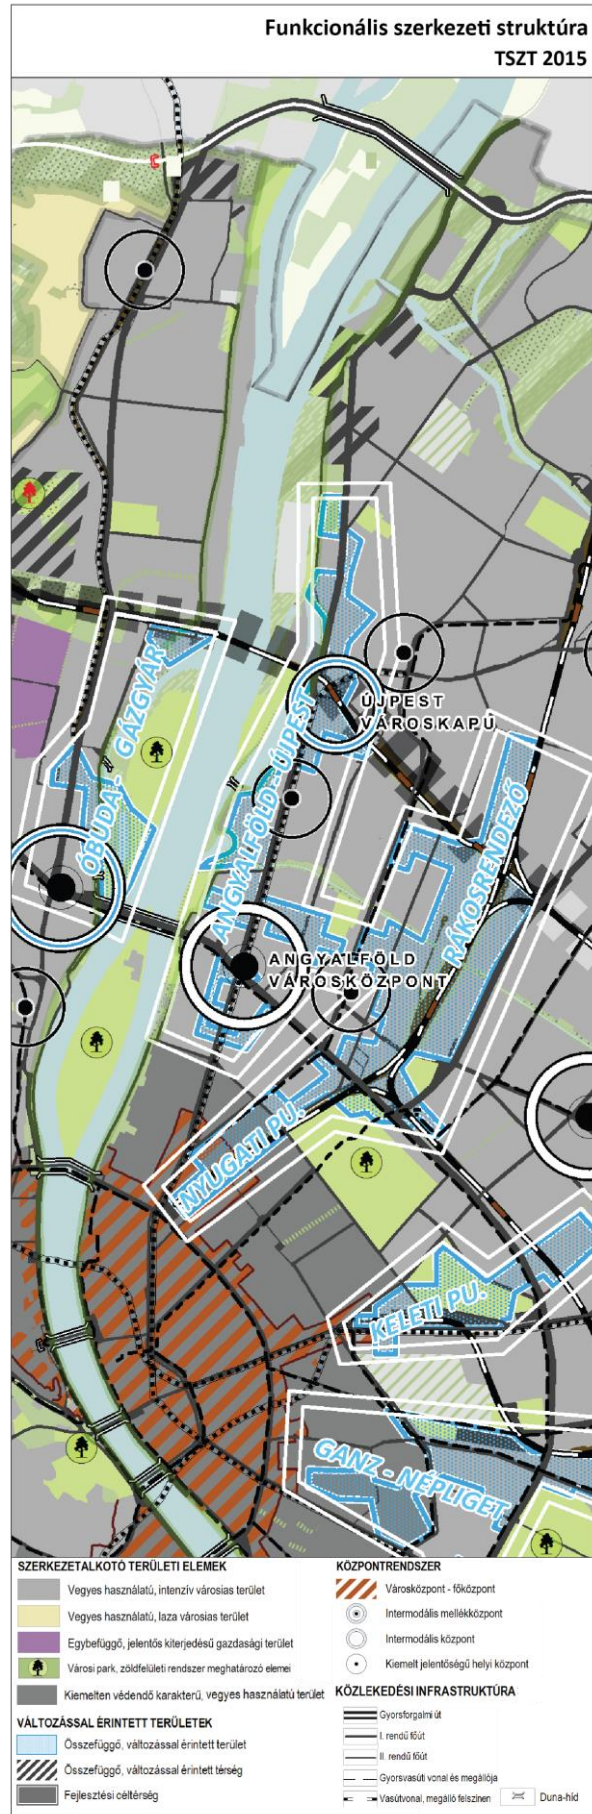 Funkcionális szerkezeti struktúra
TSZT 2015
ÓBUDA - GÁZGYÁR
ANGYALFÖLD - ÚJPEST
ÚJPEST
VÁROSKAPU
RÁKOSRENDEZŐ
ANGYALFÖLD
VÁROSKÖZPONT
NYUGATI PU.
KELETI PU.
GANZ - NÉPLIGET
SZERKEZETALKOTÓ TERÜLETI ELEMEK
Vegyes használatú, intenzív városias terület
Vegyes használatú, laza városias terület
Egybefüggő, jelentős kiterjedésű gazdasági terület
Városi park, zöldfelületi rendszer meghatározó elemei
Kiemelten védendő karakterű, vegyes használatú terület
VÁLTOZÁSSAL ÉRINTETT TERÜLETEK
Összefüggő, változással érintett terület
Összefüggő, változással érintett térség
Fejlesztési céltérség
KÖZPONTRENDSZER
Városközpont - főközpont
Intermodális mellékközpont
Intermodális központ
Kiemelt jelentőségű helyi központ
KÖZLEKEDÉSI INFRASTRUKTÚRA
Gyorsforgalmi út
I. rendű főút
II. rendű főút
Gyorsvasúti vonal és megállója
Vasútvonal, megálló felszínen
Duna-híd